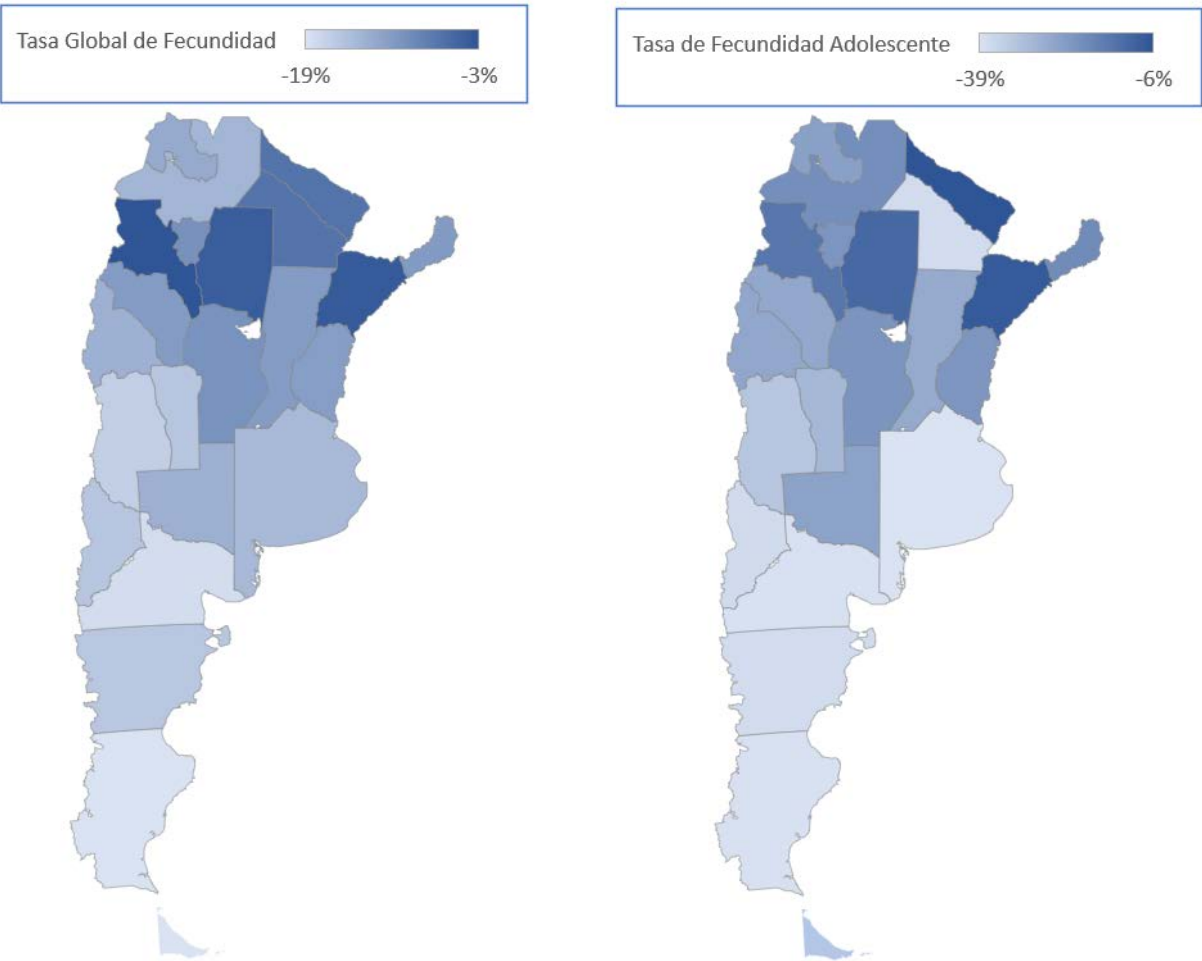 Tasa Global de Fecundidad
-19% -3%
Tasa de Fecundidad Adolescente
-39% -6%